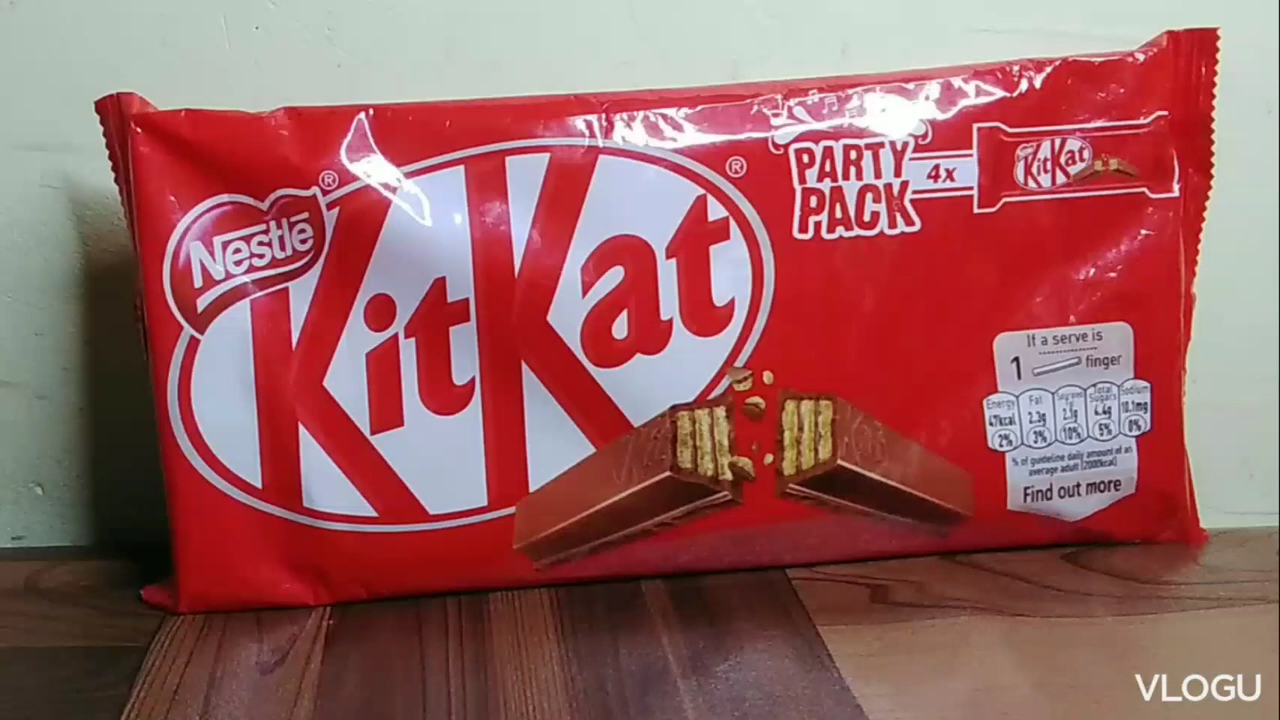 Nestlē
®
KitKat
®
PARTY
PACK
4x
KitKat
If a serve is
1 finger
Energy
47kcal
2%
Fat
2.3g
3%
2.1g
10%
Total
Sugars
4.4g
5%
Sodium
10.1mg
0%
% of guideline daily amount of an
average adult (2000kcal)
Find out more
VLOGU